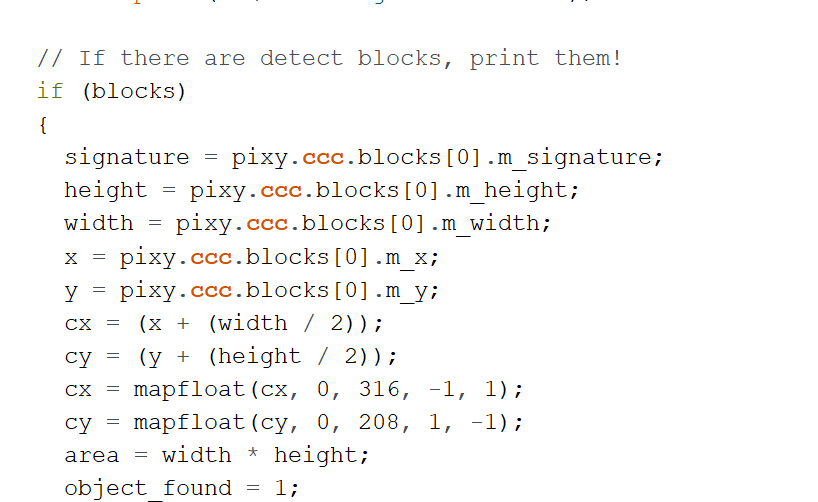 // If there are detect blocks, print them!
if (blocks)
{
signature = pixy.ccc.blocks[0].m_signature;
height = pixy.ccc.blocks[0].m_height;
width = pixy.ccc.blocks[0].m_width;
x = pixy.ccc.blocks[0].m_x;
y = pixy.ccc.blocks[0].m_y;
cx = (x + (width / 2));
cy = (y + (height / 2));
cx = mapfloat(cx, 0, 316, -1, 1);
cy = mapfloat(cy, 0, 208, 1, -1);
area = width * height;
object_found = 1;